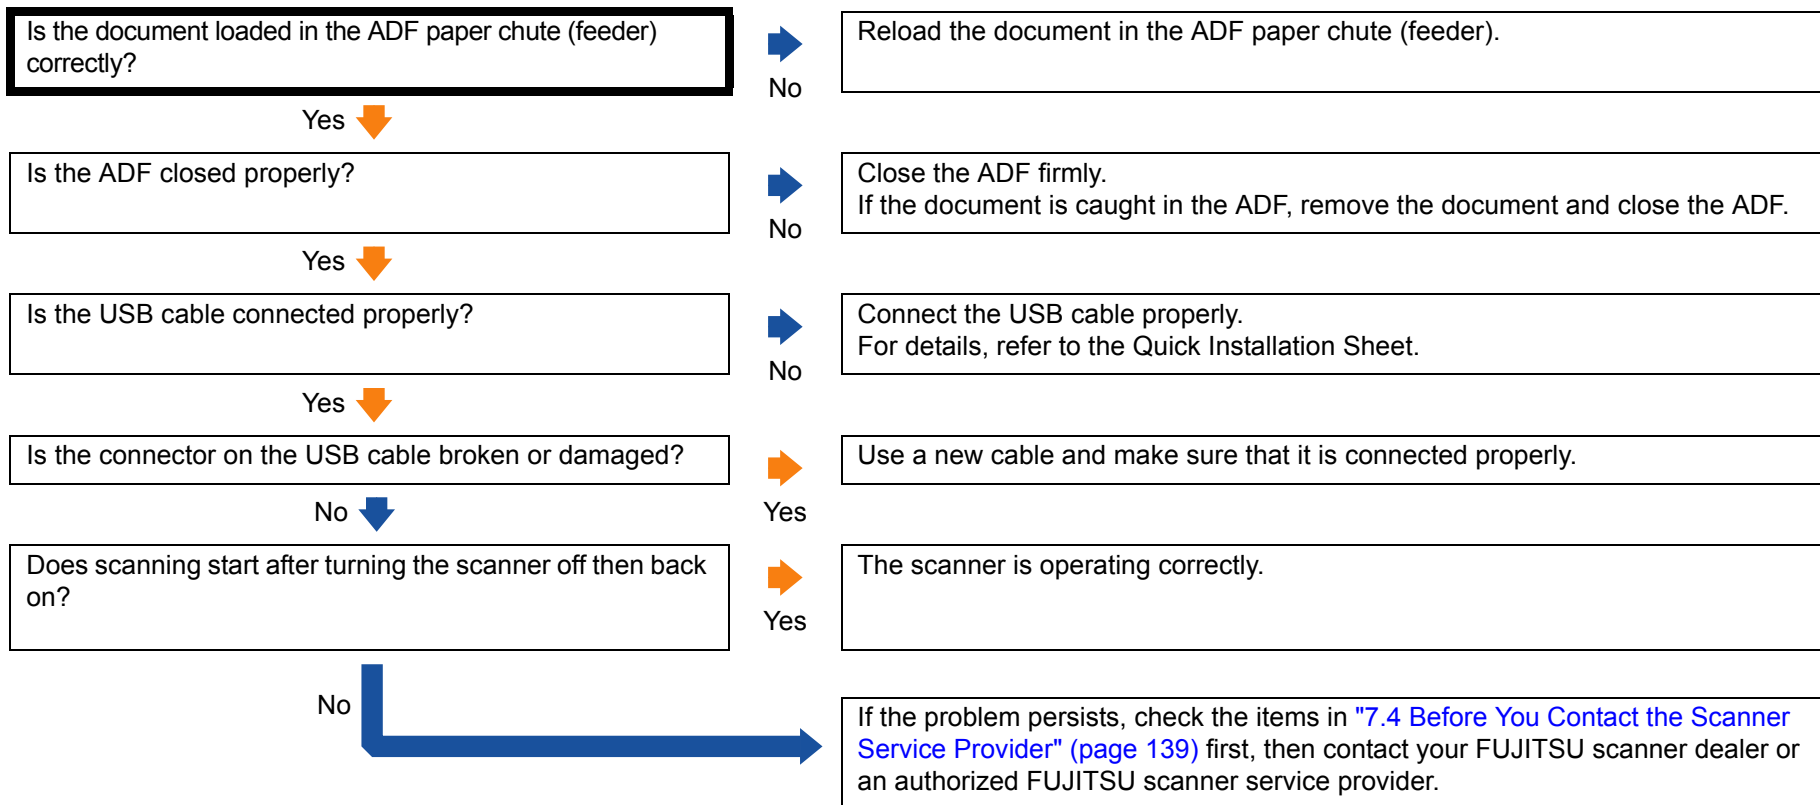 Is the document loaded in the ADF paper chute (feeder)
correctly?
No
Reload the document in the ADF paper chute (feeder).
Yes
Is the ADF closed properly?
No
Close the ADF firmly.
If the document is caught in the ADF, remove the document and close the ADF.
Yes
Is the USB cable connected properly?
No
Connect the USB cable properly.
For details, refer to the Quick Installation Sheet.
Yes
Is the connector on the USB cable broken or damaged?
Yes
Use a new cable and make sure that it is connected properly.
No
Does scanning start after turning the scanner off then back
on?
Yes
The scanner is operating correctly.
No
If the problem persists, check the items in "7.4 Before You Contact the Scanner
Service Provider" (page 139) first, then contact your FUJITSU scanner dealer or
an authorized FUJITSU scanner service provider.